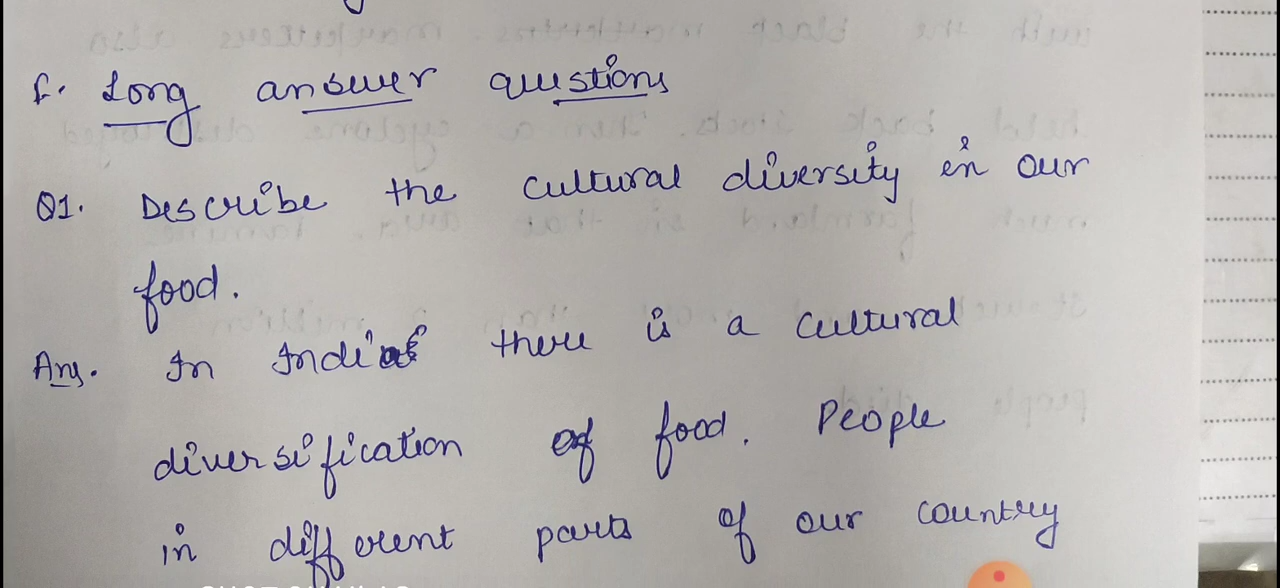 f. Long answer questions
Q1. Describe the cultural diversity in our
food.
Ans. In India there is a cultural
diversification of food. People
in different parts of our country